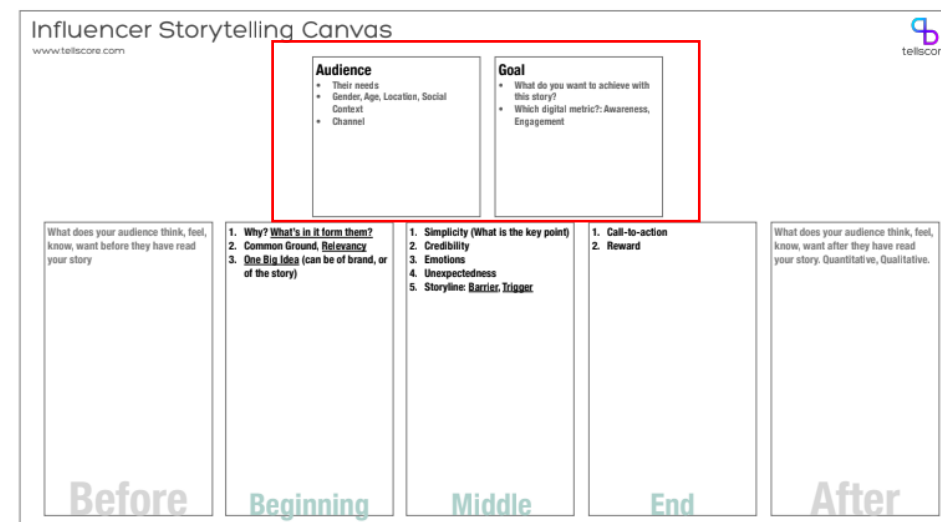 Influencer Storytelling Canvas
www.tellscore.com
tellscor
Audience
• Their needs
• Gender, Age, Location, Social
Context
• Channel
Goal
• What do you want to achieve with
this story?
• Which digital metric?: Awareness,
Engagement
What does your audience think, feel,
know, want before they have read
your story
Before
1. Why? What's in it form them?
2. Common Ground, Relevancy
3. One Big Idea (can be of brand, or
of the story)
Beginning
1. Simplicity (What is the key point)
2. Credibility
3. Emotions
4. Unexpectedness
5. Storyline: Barrier, Trigger
Middle
1. Call-to-action
2. Reward
End
What does your audience think, feel,
know, want after they have read
your story. Quantitative, Qualitative.
After